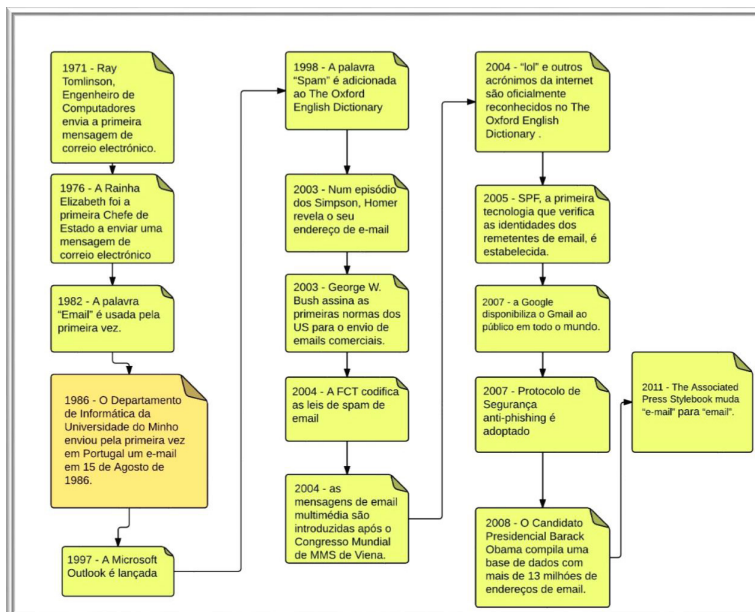 1971 - Ray
Tomlinson,
Engenheiro de
Computadores
envia a primeira
mensagem de
correio electrónico.
1976 - A Rainha
Elizabeth foi a
primeira Chefe de
Estado a enviar uma
mensagem de
correio electrónico
1982 - A palavra
“Email” é usada pela
primeira vez.
1986 - O Departamento
de Informática da
Universidade do Minho
enviou pela primeira vez
em Portugal um e-mail
em 15 de Agosto de
1986.
1997 - A Microsoft
Outlook é lançada
1998 - A palavra
“Spam” é adicionada
ao The Oxford
English Dictionary
2003 - Num episódio
dos Simpson, Homer
revela o seu
endereço de e-mail
2003 - George W.
Bush assina as
primeiras normas dos
US para o envio de
emails comerciais.
2004 - A FCT codifica
as leis de spam de
email
2004 - as
mensagens de email
multimédia são
introduzidas após o
Congresso Mundial
de MMS de Viena.
2004 - “lol” e outros
acrónimos da internet
são oficialmente
reconhecidos no The
Oxford English
Dictionary .
2005 - SPF, a primeira
tecnologia que verifica
as identidades dos
remetentes de email, é
estabelecida.
2007 - a Google
disponibiliza o Gmail ao
público em todo o mundo.
2007 - Protocolo de
Segurança
anti-phishing é
adoptado
2008 - O Candidato
Presidencial Barack
Obama compila uma
base de dados com
mais de 13 milhões de
endereços de email.
2011 - The Associated
Press Stylebook muda
“e-mail” para “email”.